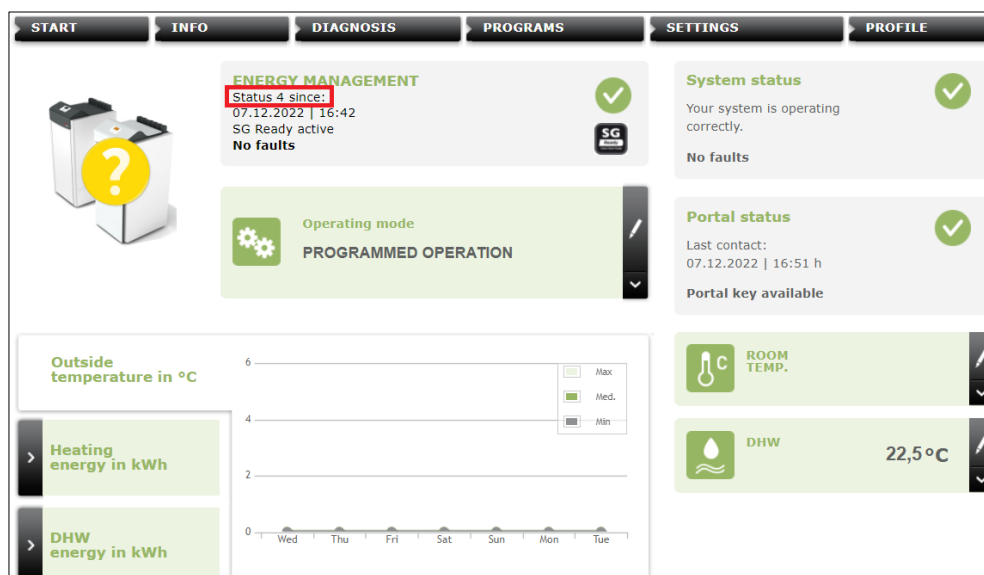 START
INFO
DIAGNOSIS
PROGRAMS
SETTINGS
PROFILE
ENERGY MANAGEMENT
Status 4 since:
07.12.2022 | 16:42
SG Ready active
No faults
SG
Ready
System status
Your system is operating
correctly.
No faults
Operating mode
PROGRAMMED OPERATION
Portal status
Last contact:
07.12.2022 | 16:51 h
Portal key available
Outside
temperature in °C
Heating
energy in kWh
DHW
energy in kWh
6
4
2
0
Max
Med.
Min
Wed Thu Fri Sat Sun Mon Tue
C
ROOM
TEMP.
DHW
22,5°C
?